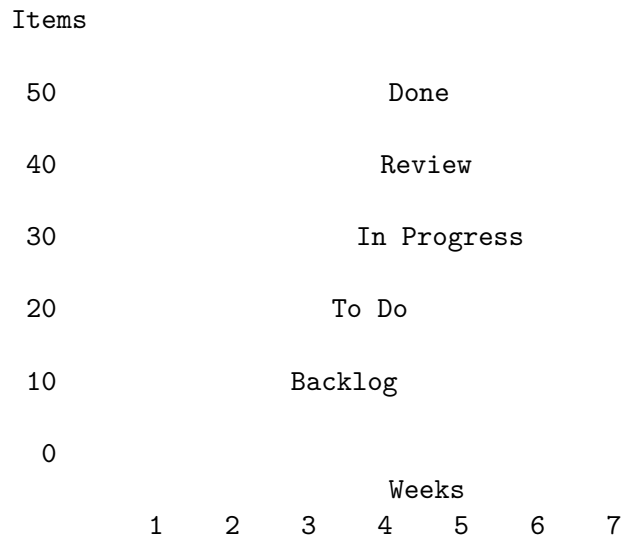 Items
50 Done
40 Review
30 In Progress
20 To Do
10 Backlog
0
Weeks
1 2 3 4 5 6 7